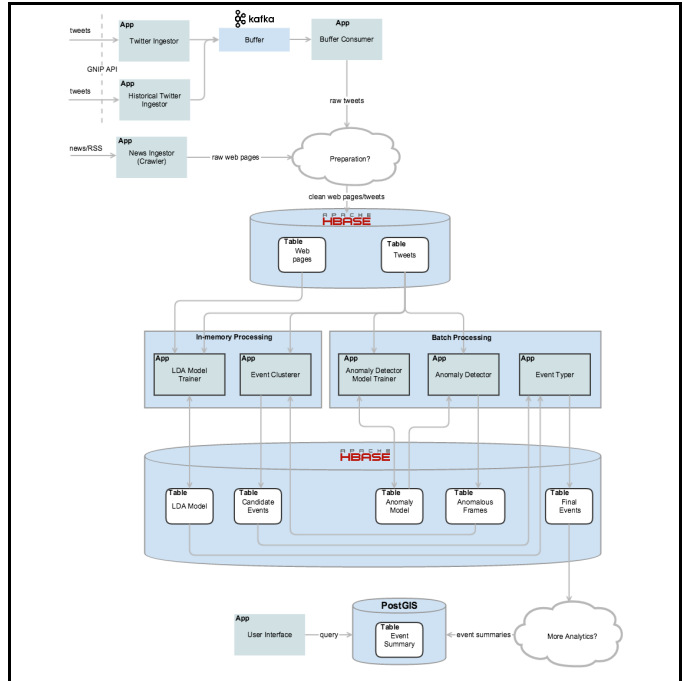 kafka
App
Twitter Ingestor
Buffer
App
Buffer Consumer
tweets
GNIP API
tweets
App
Historical Twitter
Ingestor
raw tweets
news/RSS
App
News Ingestor
(Crawler)
raw web pages
Preparation?
clean web pages/tweets
APACHE
HBASE
Table
Web
pages
Table
Tweets
In-memory Processing
Batch Processing
App
LDA Model
Trainer
App
Event Clusterer
App
Anomaly Detector
Model Trainer
App
Anomaly Detector
App
Event Typer
APACHE
HBASE
Table
LDA Model
Table
Candidate
Events
Table
Anomaly
Model
Table
Anomalous
Frames
Table
Final
Events
App
User Interface
query
PostGIS
Table
Event
Summary
event summaries
More Analytics?